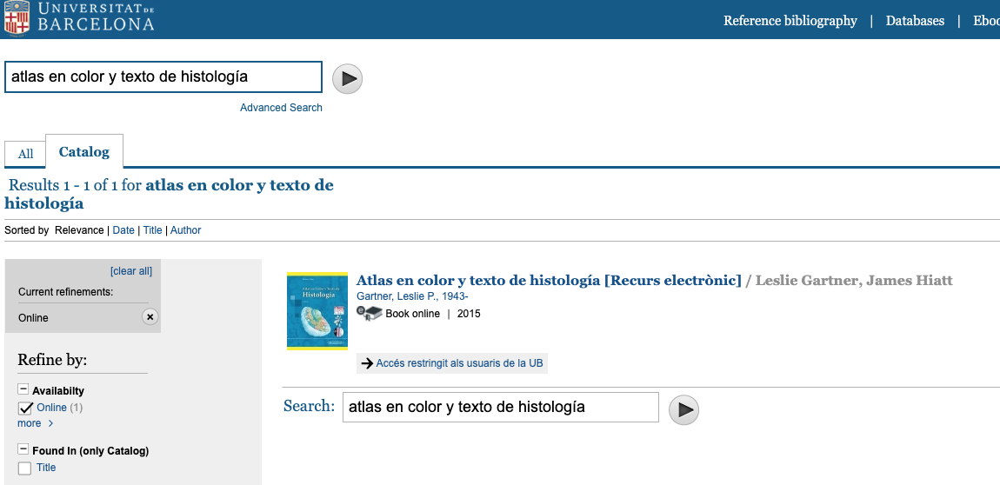 UNIVERSITAT DE
BARCELONA
Reference bibliography | Databases | Eboo
atlas en color y texto de histología
Advanced Search
All
Catalog
Results 1 - 1 of 1 for atlas en color y texto de
histología
Sorted by Relevance | Date | Title | Author
[clear all]
Current refinements:
Online
Refine by:
Availabilty
Online (1)
more >
Found In (only Catalog)
Title
Histología
Atlas en color y texto de histología [Recurs electrònic] / Leslie Gartner, James Hiatt
Gartner, Leslie P., 1943-
Book online | 2015
Accés restringit als usuaris de la UB
Search: atlas en color y texto de histología